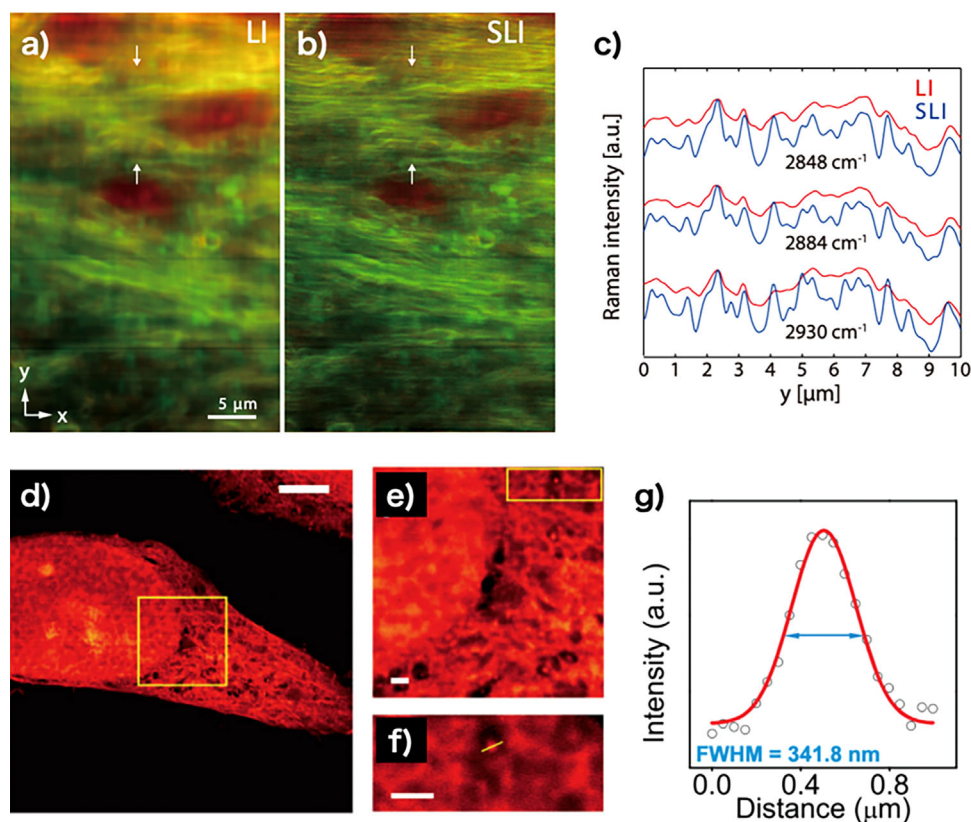 a)
LI
b)
SLI
y
x
5 μm
c)
LI
SLI
2848 cm⁻¹
2884 cm⁻¹
2930 cm⁻¹
Raman intensity [a.u.]
0 1 2 3 4 5 6 7 8 9 10
y [μm]
d)
e)
f)
g)
Intensity (a.u.)
FWHM = 341.8 nm
0.0 0.4 0.8
Distance (μm)